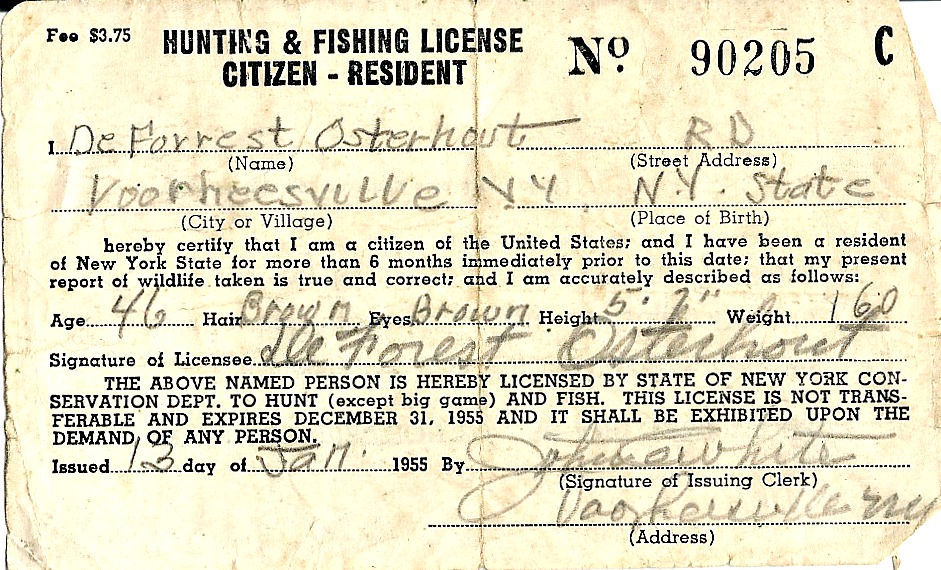 Fee $3.75 HUNTING & FISHING LICENSE Nº 90205 C
CITIZEN - RESIDENT
I DeForrest Osterhout RD
(Name) (Street Address)
Voorheesville NY N.Y. State
(City or Village) (Place of Birth)
hereby certify that I am a citizen of the United States; and I have been a resident
of New York State for more than 6 months immediately prior to this date; that my present
report of wildlife taken is true and correct; and I am accurately described as follows:
Age 46 Hair Brown Eyes Brown Height 5' 7" Weight 160
Signature of Licensee De Forest Osterhout
THE ABOVE NAMED PERSON IS HEREBY LICENSED BY STATE OF NEW YORK CON-
SERVATION DEPT. TO HUNT (except big game) AND FISH. THIS LICENSE IS NOT TRANS-
FERABLE AND EXPIRES DECEMBER 31, 1955 AND IT SHALL BE EXHIBITED UPON THE
DEMAND OF ANY PERSON.
Issued 13 day of Jan. 1955 By John White
(Signature of Issuing Clerk)
Voorheesville NY
(Address)